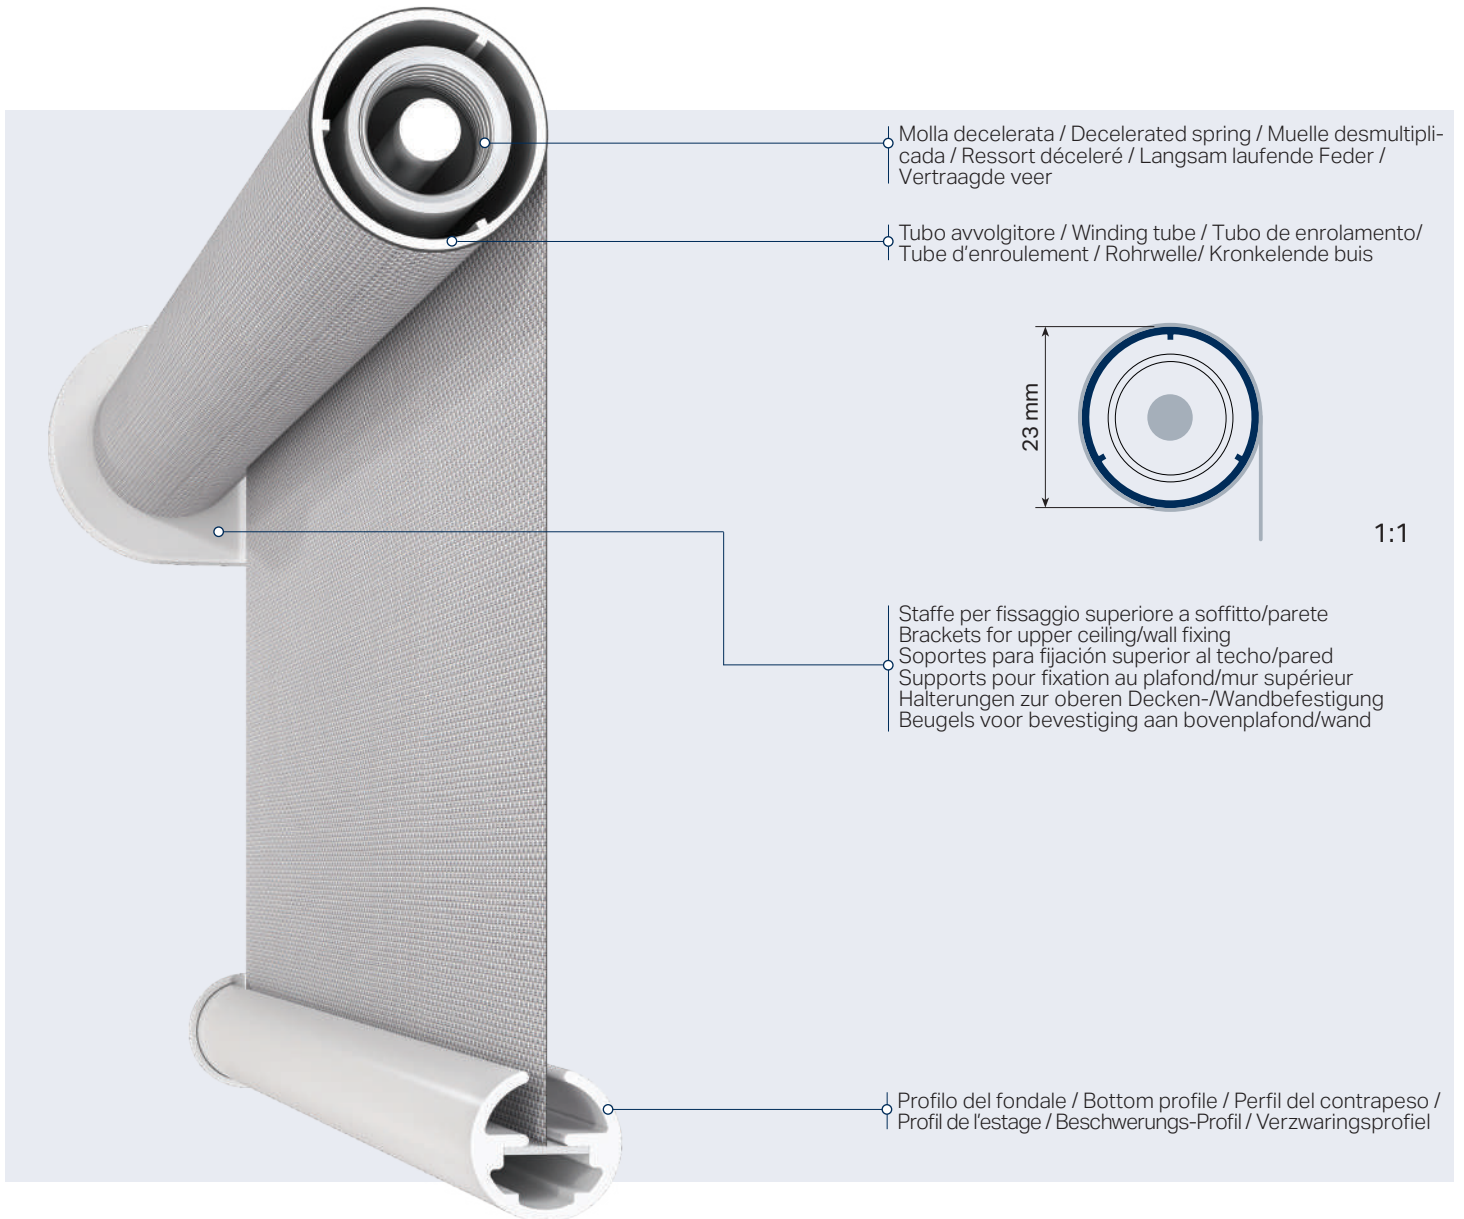 Molla decelerata / Decelerated spring / Muelle desmultipli-
cada / Ressort déceleré / Langsam laufende Feder /
Vertraagde veer
Tubo avvolgitore / Winding tube / Tubo de enrolamento/
Tube d'enroulement / Rohrwelle/ Kronkelende buis
23 mm
1:1
Staffe per fissaggio superiore a soffitto/parete
Brackets for upper ceiling/wall fixing
Soportes para fijación superior al techo/pared
Supports pour fixation au plafond/mur supérieur
Halterungen zur oberen Decken-/Wandbefestigung
Beugels voor bevestiging aan bovenplafond/wand
Profilo del fondale / Bottom profile / Perfil del contrapeso /
Profil de l'estage / Beschwerungs-Profil / Verzwaringsprofiel